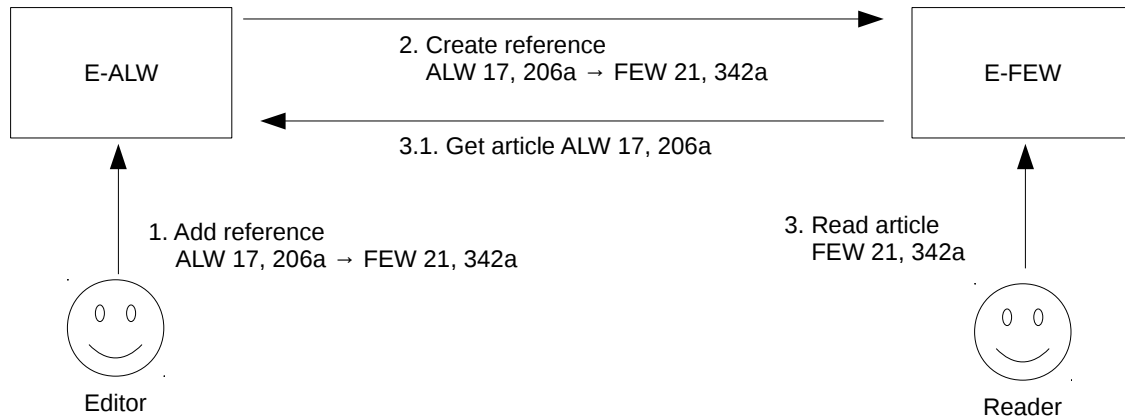 E-ALW
E-FEW
2. Create reference
ALW 17, 206a → FEW 21, 342a
3.1. Get article ALW 17, 206a
1. Add reference
ALW 17, 206a → FEW 21, 342a
3. Read article
FEW 21, 342a
Editor
Reader